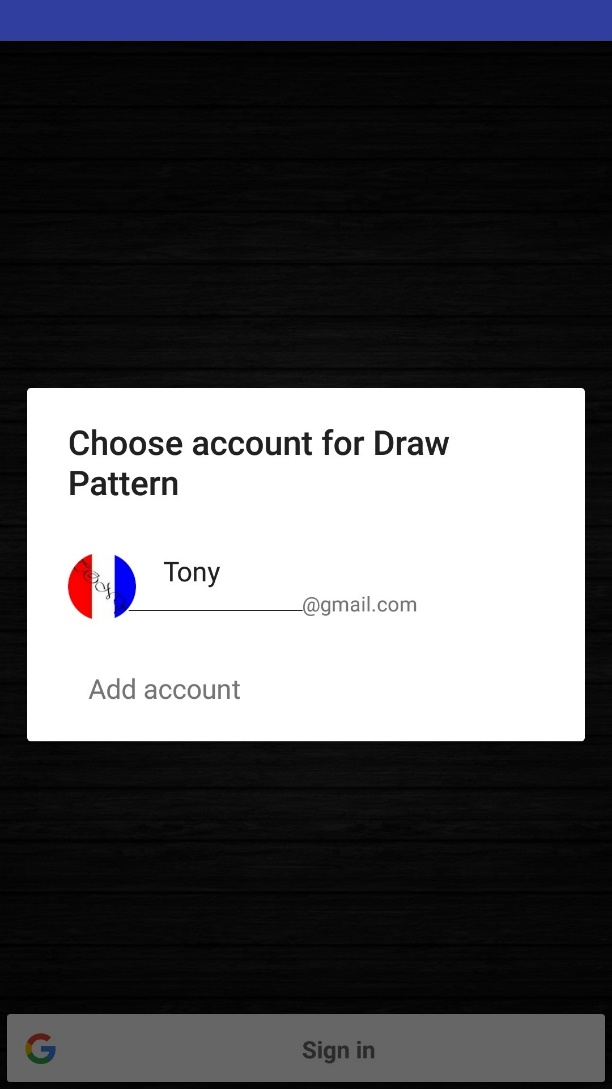 Choose account for Draw
Pattern
Tony
@gmail.com
Add account
Sign in